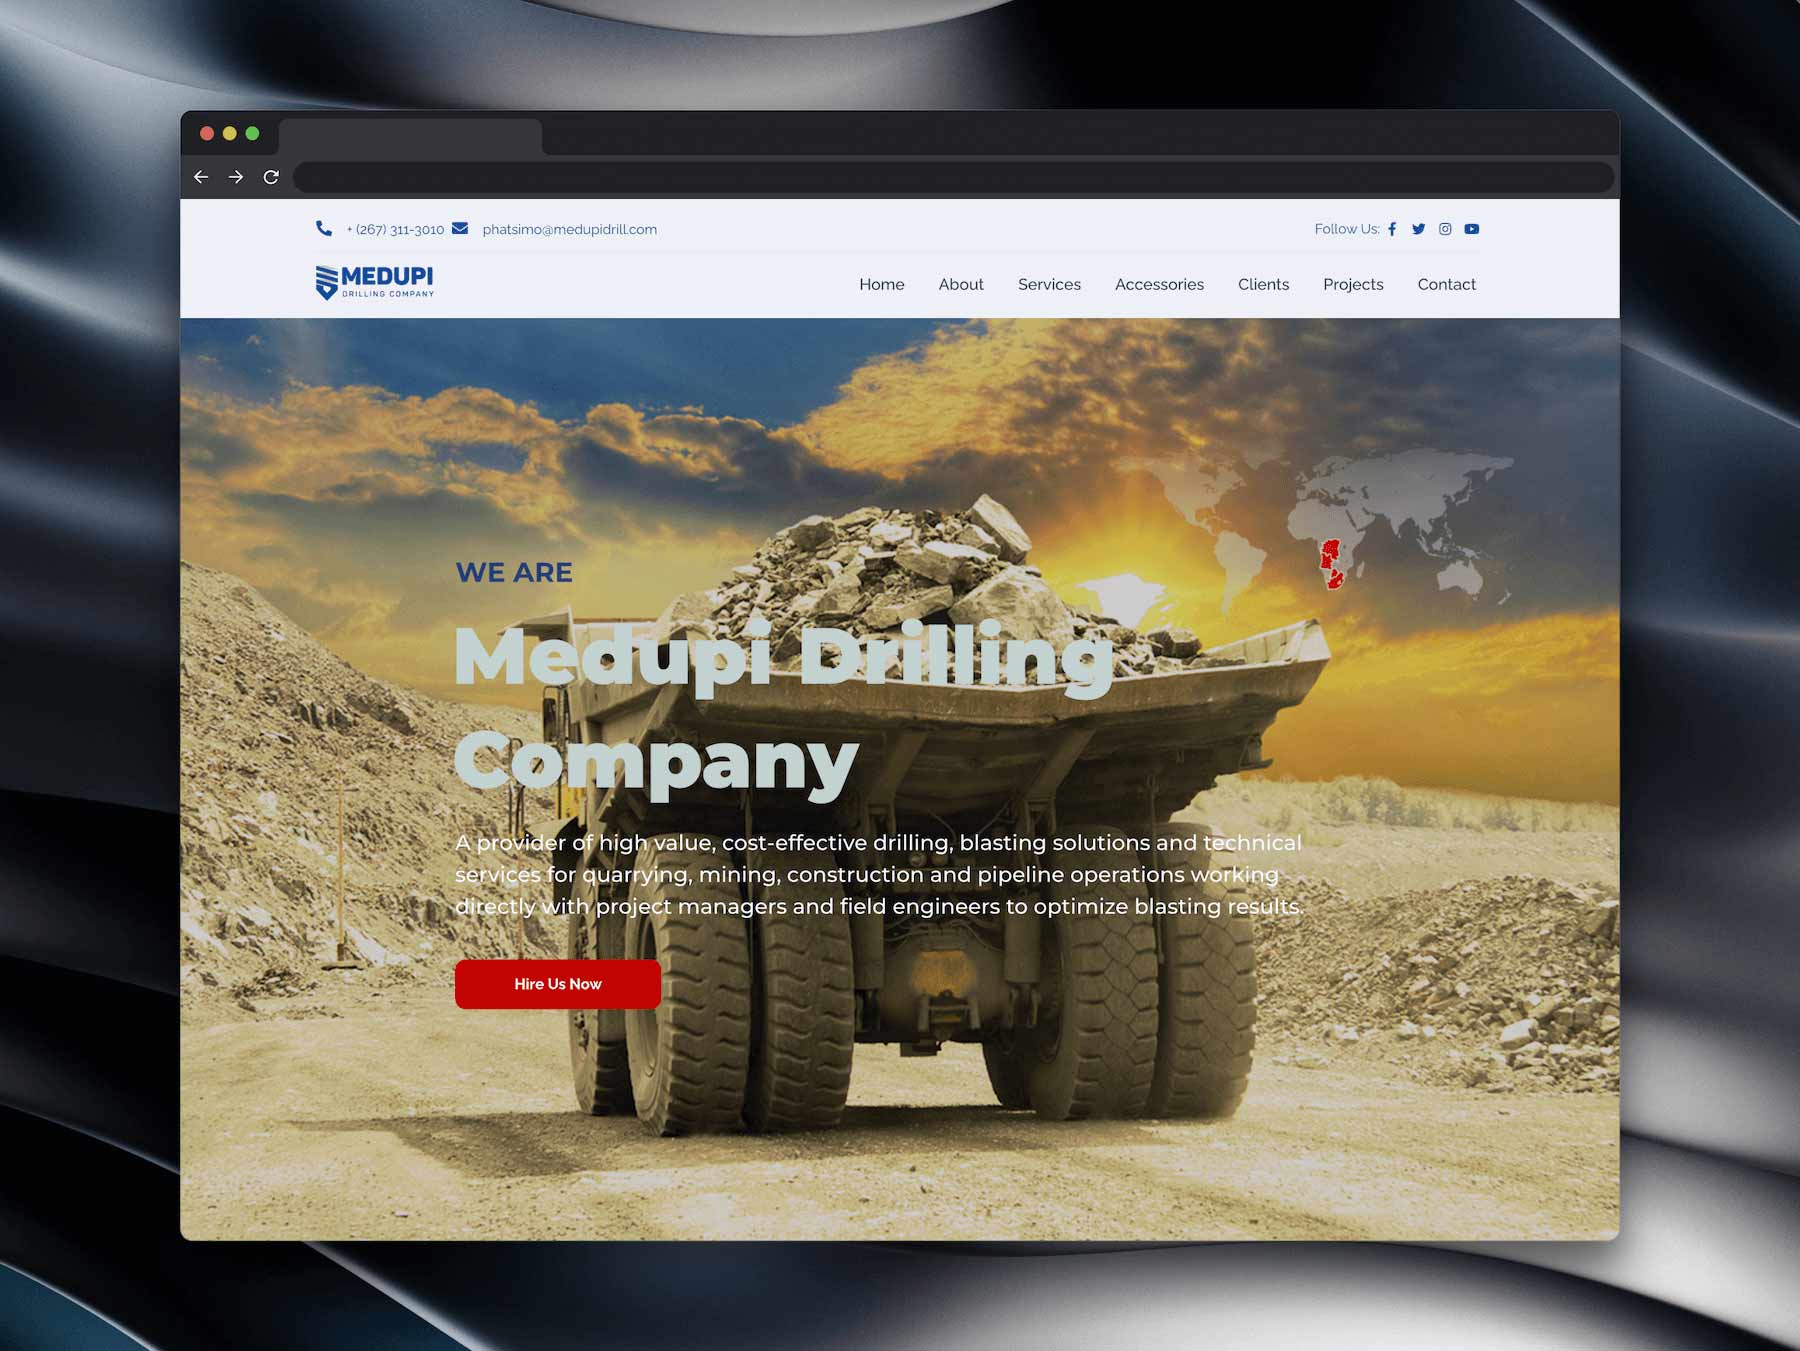 + (267) 311-3010 phatsimo@medupidrill.com Follow Us:
MEDUPI
DRILLING COMPANY
Home About Services Accessories Clients Projects Contact
WE ARE
Medupi Drilling
Company
A provider of high value, cost-effective drilling, blasting solutions and technical
services for quarrying, mining, construction and pipeline operations working
directly with project managers and field engineers to optimize blasting results.
Hire Us Now